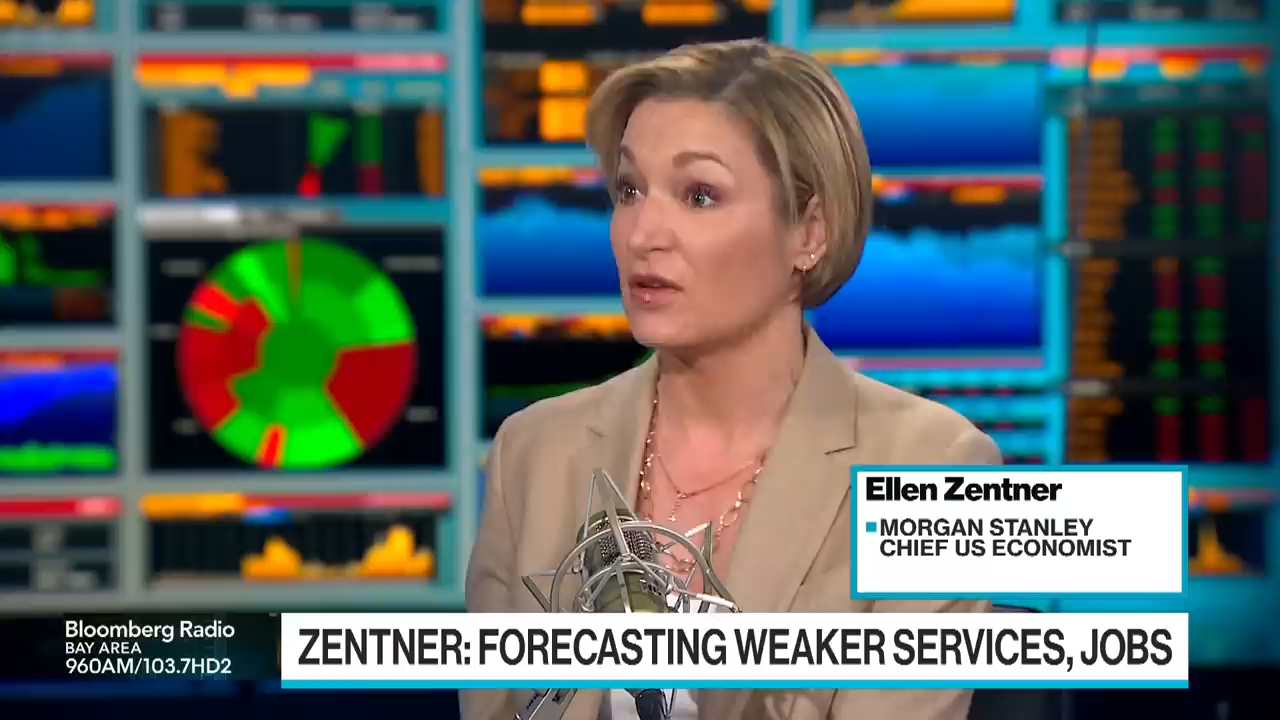 Ellen Zentner
MORGAN STANLEY
CHIEF US ECONOMIST
Bloomberg Radio
BAY AREA
960AM/103.7HD2
ZENTNER: FORECASTING WEAKER SERVICES, JOBS